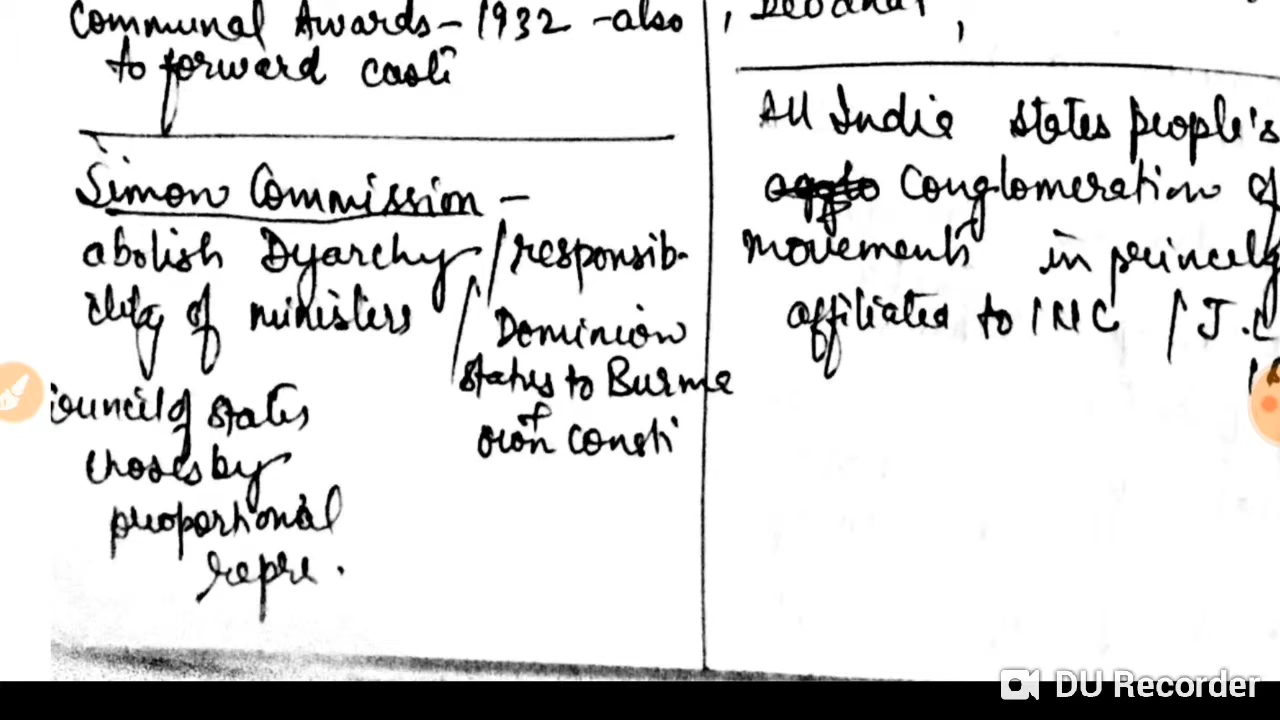 Communal Awards - 1932 - also
to forward caste
Simon Commission -
abolish Dyarchy / responsib-
ility of ministers / Dominion
status to Burma
&
own consti
Council of states
choosen by
proportional
repre.
All India states people's
Conglomeration of
movements in princely
affiliated to INC / J.L
DU Recorder